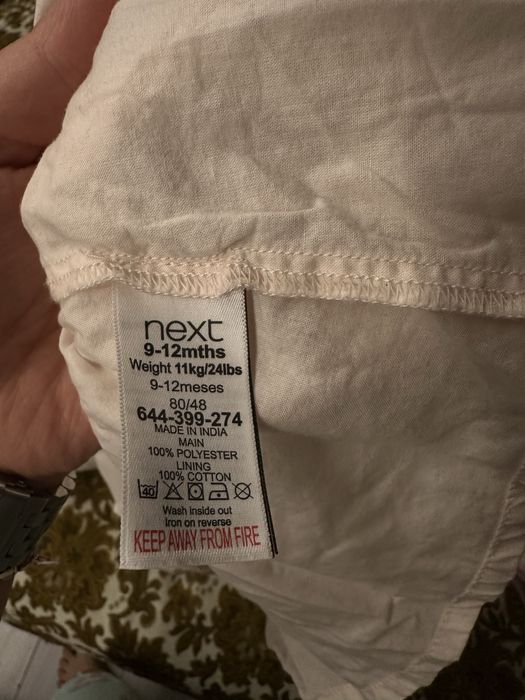 next
9-12mths
Weight 11kg/24lbs
9-12meses
80/48
644-399-274
MADE IN INDIA
MAIN
100% POLYESTER
LINING
100% COTTON
40
Wash inside out
Iron on reverse
KEEP AWAY FROM FIRE